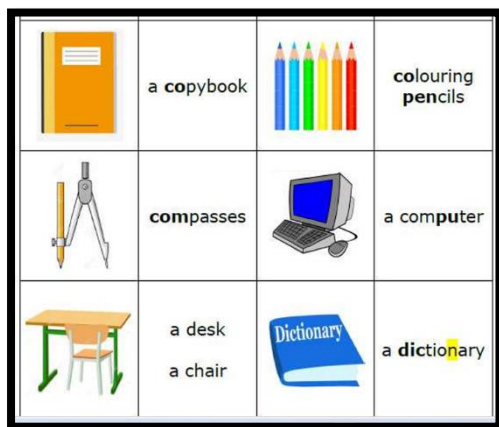 a copybook
colouring
pencils
compasses
a computer
a desk
a chair
Dictionary
a dictionary